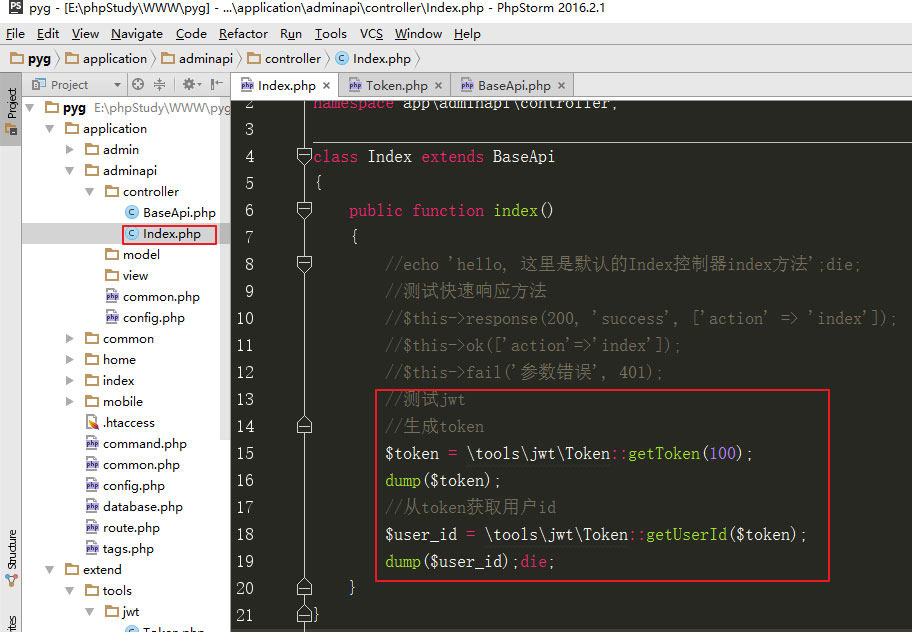 pyg - [E:\phpStudy\WWW\pyg] - ...\application\adminapi\controller\Index.php - PhpStorm 2016.2.1
File Edit View Navigate Code Refactor Run Tools VCS Window Help
pyg application adminapi controller Index.php
Project
Index.php Token.php BaseApi.php
Project
Structure
pyg E:\phpStudy\WWW\pyg
application
admin
adminapi
controller
BaseApi.php
Index.php
model
view
common.php
config.php
common
home
index
mobile
.htaccess
command.php
common.php
config.php
database.php
route.php
tags.php
extend
tools
jwt
Token.php
2 namespace app\adminapi\controller;
3
4 class Index extends BaseApi
5 {
6 public function index()
7 {
8 //echo 'hello, 这里是默认的Index控制器index方法';die;
9 //测试快速响应方法
10 //$this->response(200, 'success', ['action' => 'index']);
11 //$this->ok(['action'=>'index']);
12 //$this->fail('参数错误', 401);
13 //测试jwt
14 //生成token
15 $token = \tools\jwt\Token::getToken(100);
16 dump($token);
17 //从token获取用户id
18 $user_id = \tools\jwt\Token::getUserId($token);
19 dump($user_id);die;
20 }
21 }